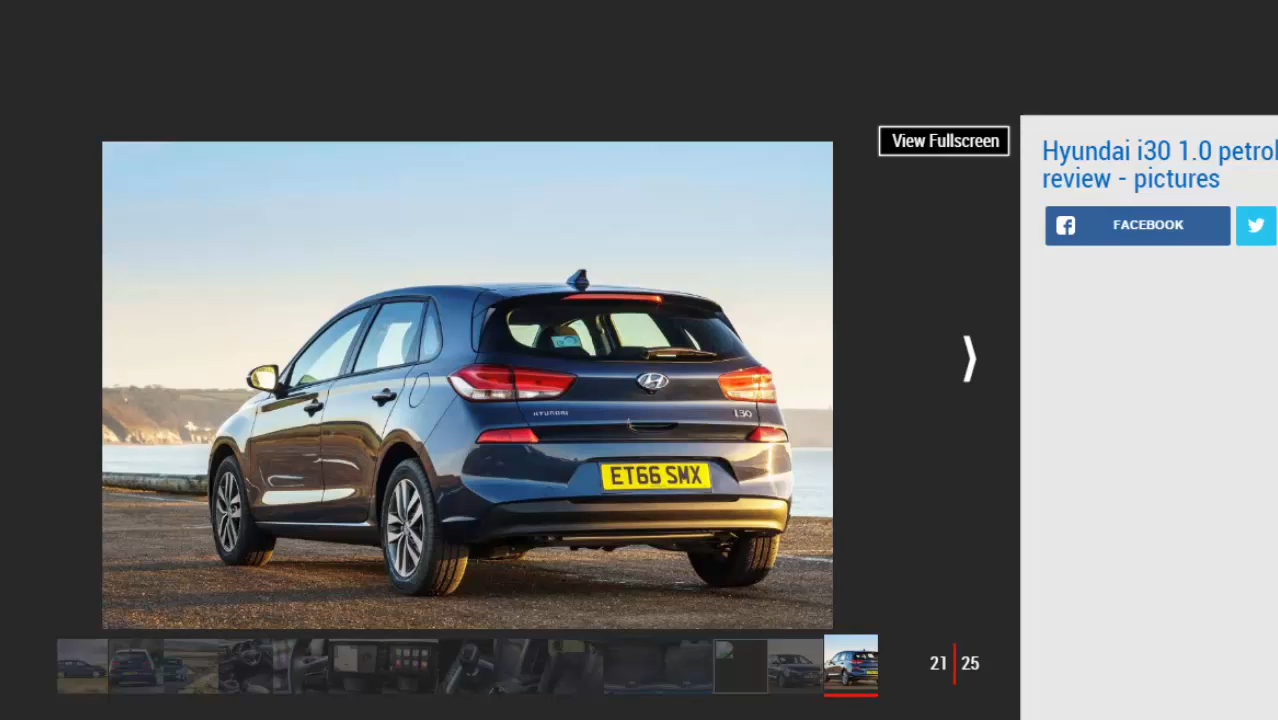 View Fullscreen
Hyundai i30 1.0 petrol
review - pictures
FACEBOOK
HYUNDAI
i30
ET66 SMX
21 25